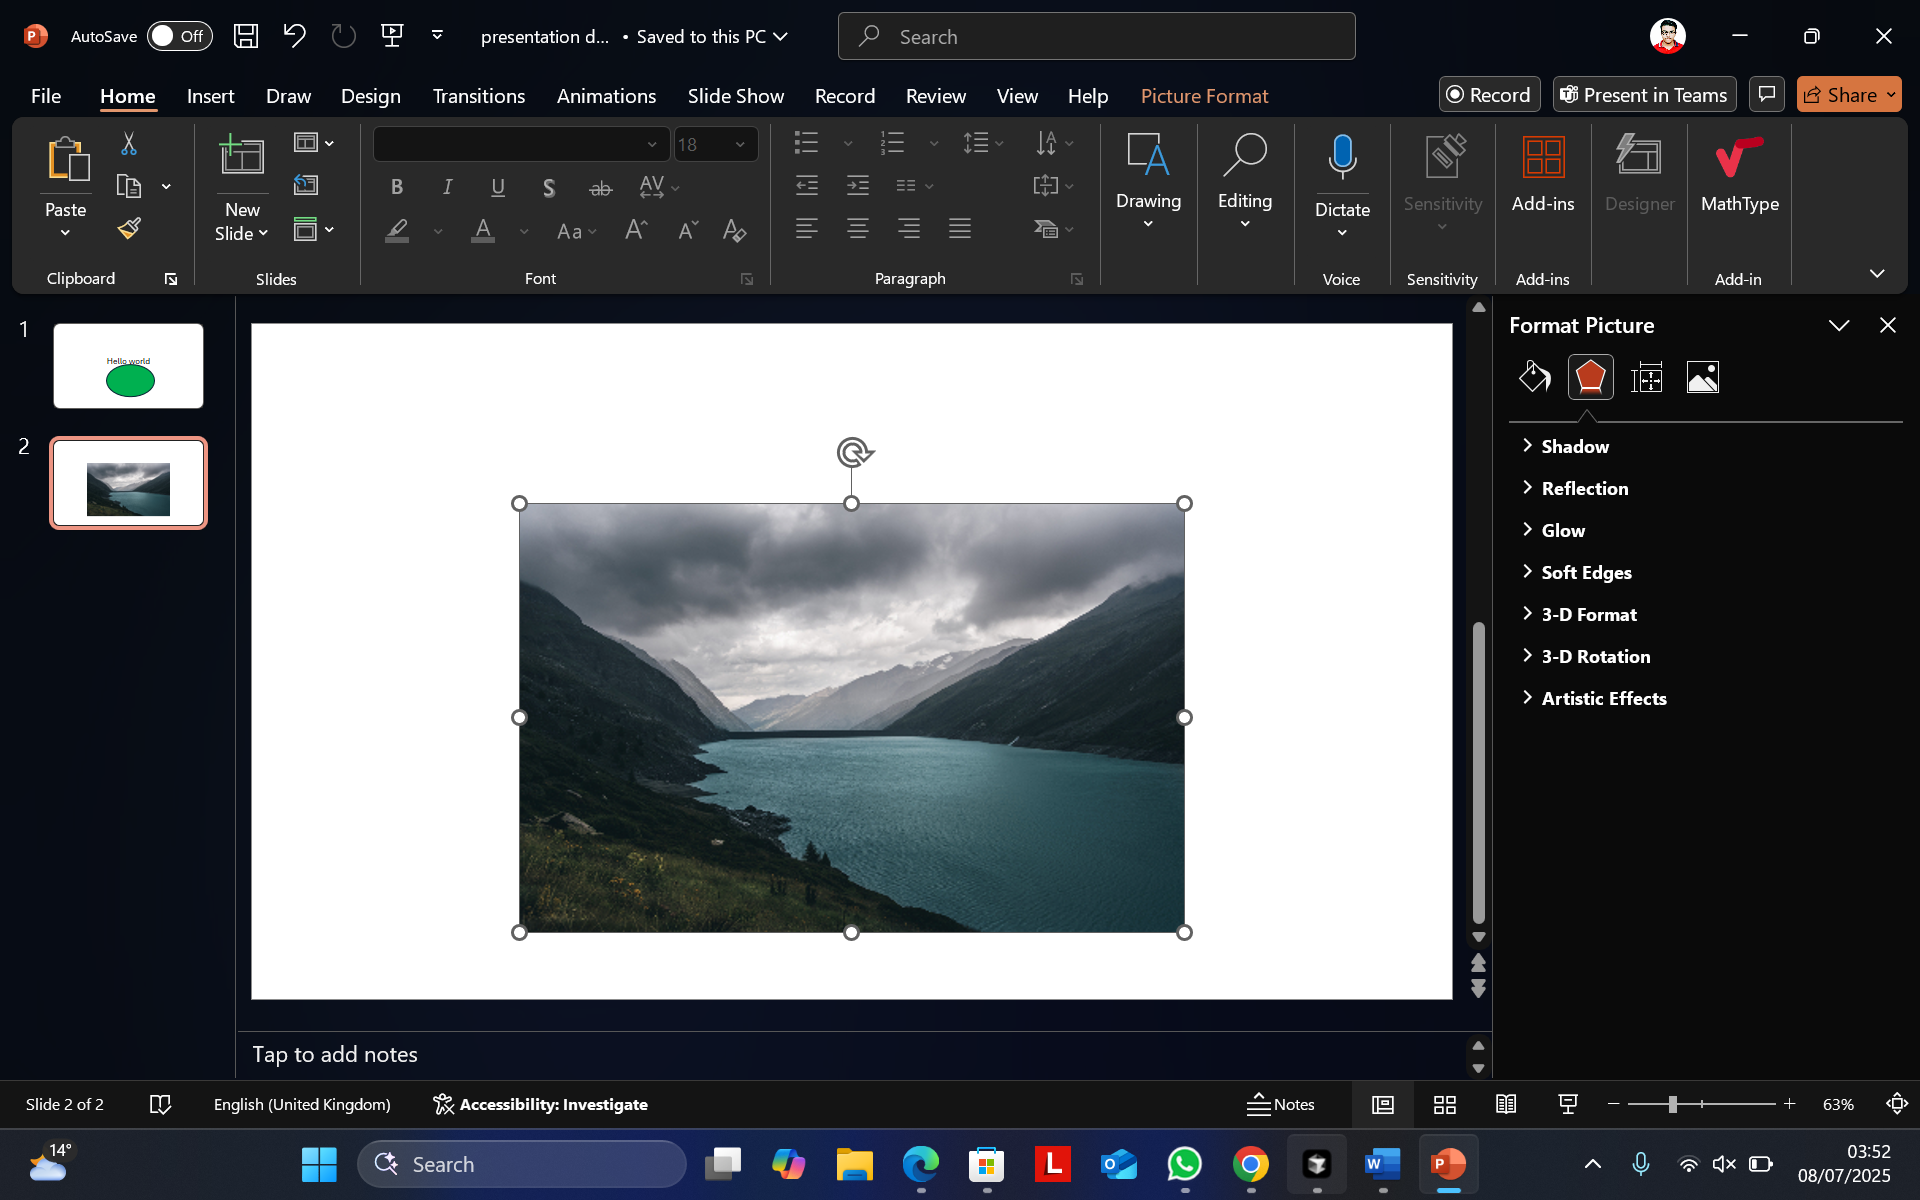 AutoSave Off presentation d... • Saved to this PC Search
File Home Insert Draw Design Transitions Animations Slide Show Record Review View Help Picture Format Record Present in Teams Share
Paste
New
Slide
18
B I U S ab AV
A Aa A A A
Drawing
Editing
Dictate
Sensitivity
Add-ins
Designer
MathType
Clipboard Slides Font Paragraph Voice Sensitivity Add-ins Add-in
1
Hello world
2
Format Picture
Shadow
Reflection
Glow
Soft Edges
3-D Format
3-D Rotation
Artistic Effects
Tap to add notes
Slide 2 of 2 English (United Kingdom) Accessibility: Investigate Notes 63%
14°
Search
03:52
08/07/2025